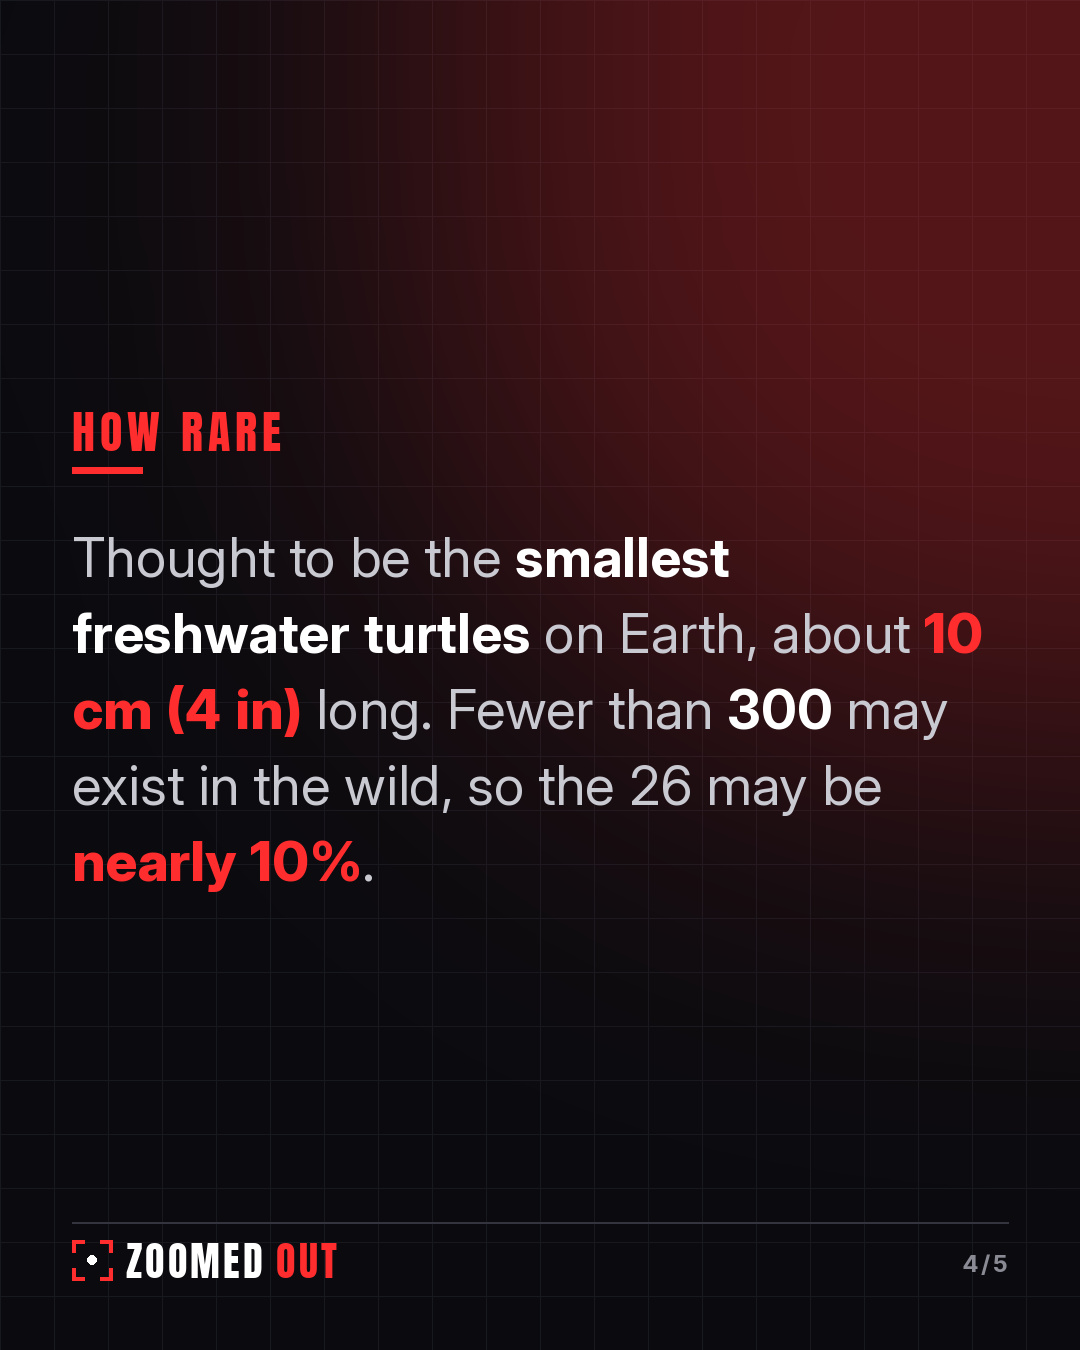 HOW RARE
Thought to be the smallest
freshwater turtles on Earth, about 10
cm (4 in) long. Fewer than 300 may
exist in the wild, so the 26 may be
nearly 10%.
ZOOMED OUT
4/5